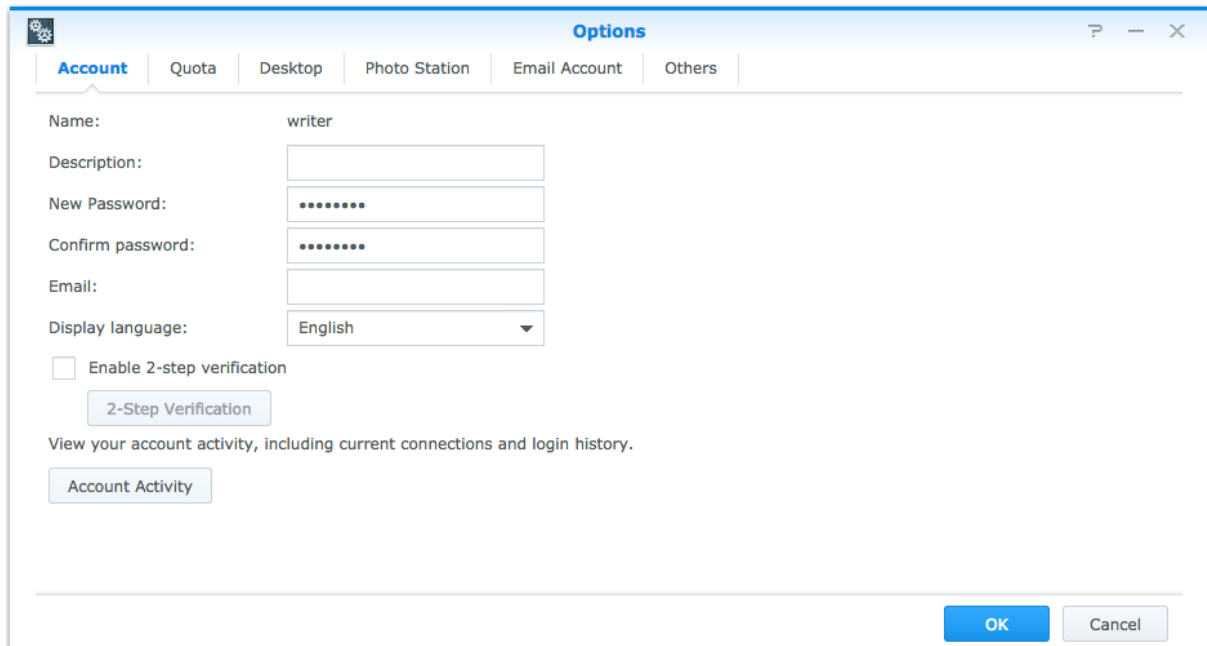 Options
Account Quota Desktop Photo Station Email Account Others
Name: writer
Description:
New Password: ••••••••
Confirm password: ••••••••
Email:
Display language: English
Enable 2-step verification
2-Step Verification
View your account activity, including current connections and login history.
Account Activity
OK Cancel